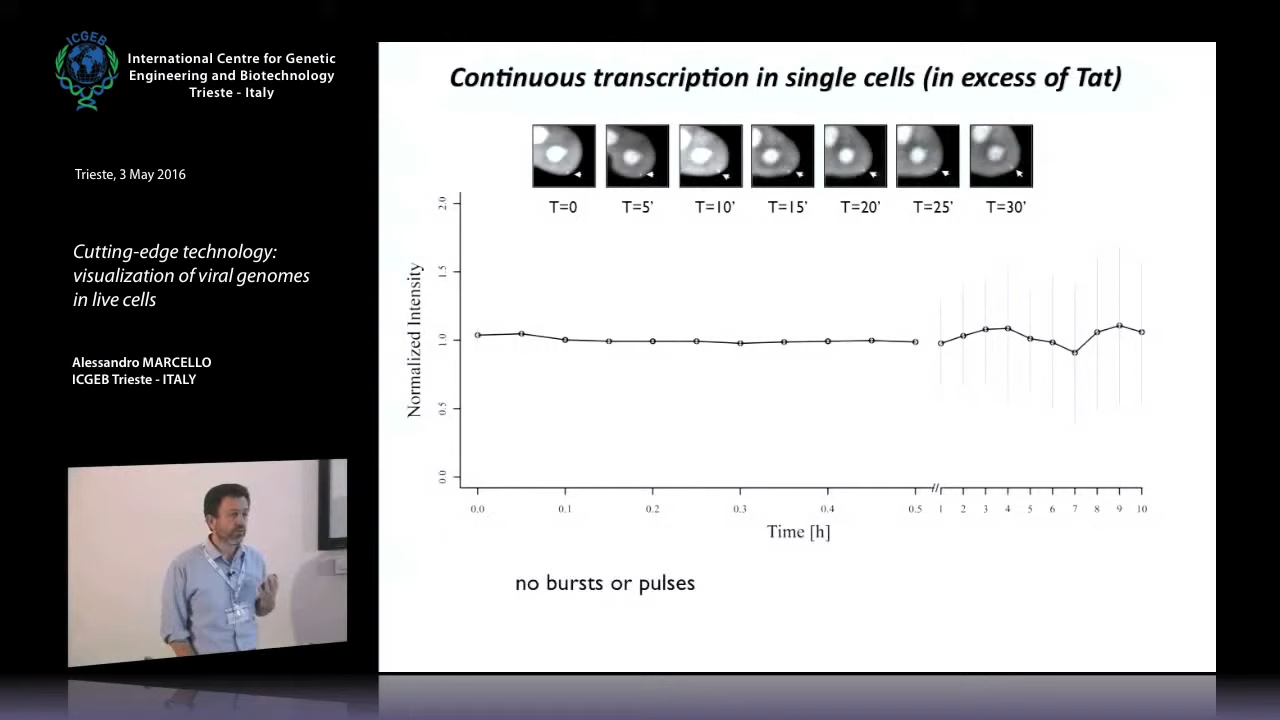 ICGEB
International Centre for Genetic
Engineering and Biotechnology
Trieste - Italy
Trieste, 3 May 2016
Cutting-edge technology:
visualization of viral genomes
in live cells
Alessandro MARCELLO
ICGEB Trieste - ITALY
Continuous transcription in single cells (in excess of Tat)
T=0 T=5' T=10' T=15' T=20' T=25' T=30'
Normalized Intensity
2.0
1.5
1.0
0.5
0.0
0.0 0.1 0.2 0.3 0.4 0.5 1 2 3 4 5 6 7 8 9 10
Time [h]
no bursts or pulses